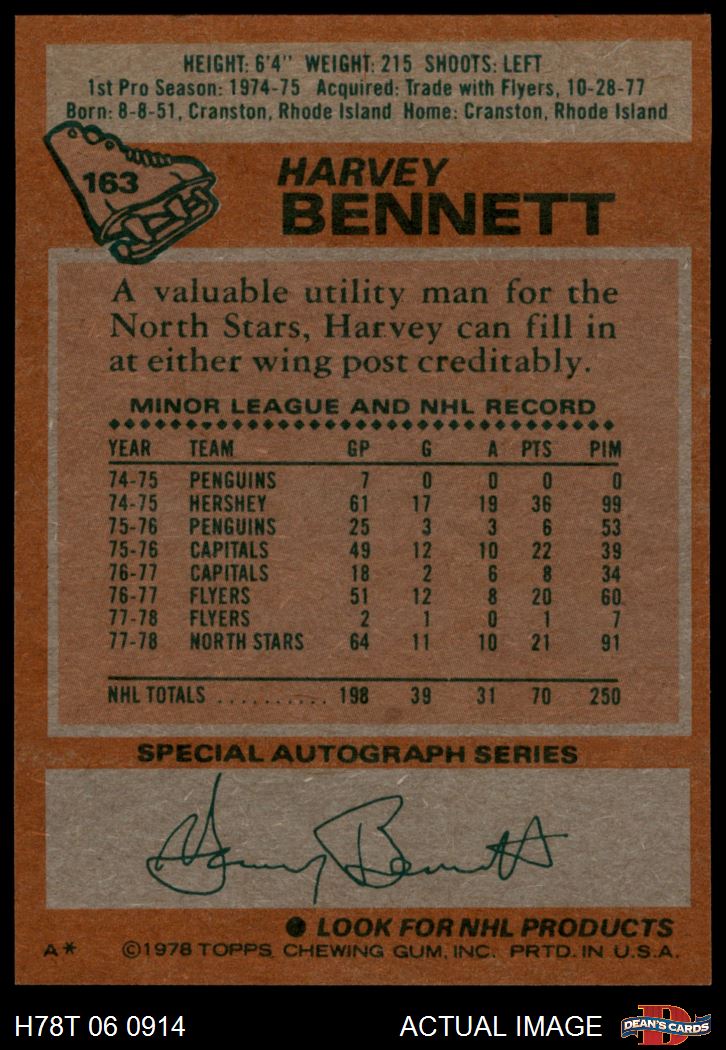 HEIGHT: 6'4" WEIGHT: 215 SHOOTS: LEFT
1st Pro Season: 1974-75 Acquired: Trade with Flyers, 10-28-77
Born: 8-8-51, Cranston, Rhode Island Home: Cranston, Rhode Island
163
HARVEY
BENNETT
A valuable utility man for the
North Stars, Harvey can fill in
at either wing post creditably.
MINOR LEAGUE AND NHL RECORD
YEAR TEAM GP G A PTS PIM
74-75 PENGUINS 7 0 0 0 0
74-75 HERSHEY 61 17 19 36 99
75-76 PENGUINS 25 3 3 6 53
75-76 CAPITALS 49 12 10 22 39
76-77 CAPITALS 18 2 6 8 34
76-77 FLYERS 51 12 8 20 60
77-78 FLYERS 2 1 0 1 7
77-78 NORTH STARS 64 11 10 21 91
NHL TOTALS .......... 198 39 31 70 250
SPECIAL AUTOGRAPH SERIES
Harvey Bennett
LOOK FOR NHL PRODUCTS
A* ©1978 TOPPS CHEWING GUM, INC. PRTD. IN U.S.A.
H78T 06 0914 ACTUAL IMAGE D DEAN'S CARDS